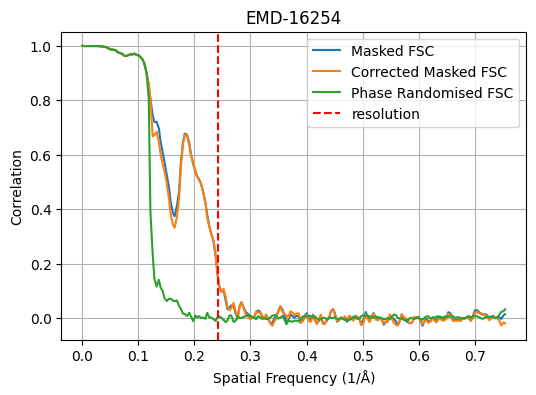 EMD-16254
Masked FSC
Corrected Masked FSC
Phase Randomised FSC
resolution
Correlation
1.0
0.8
0.6
0.4
0.2
0.0
0.0 0.1 0.2 0.3 0.4 0.5 0.6 0.7
Spatial Frequency (1/Å)